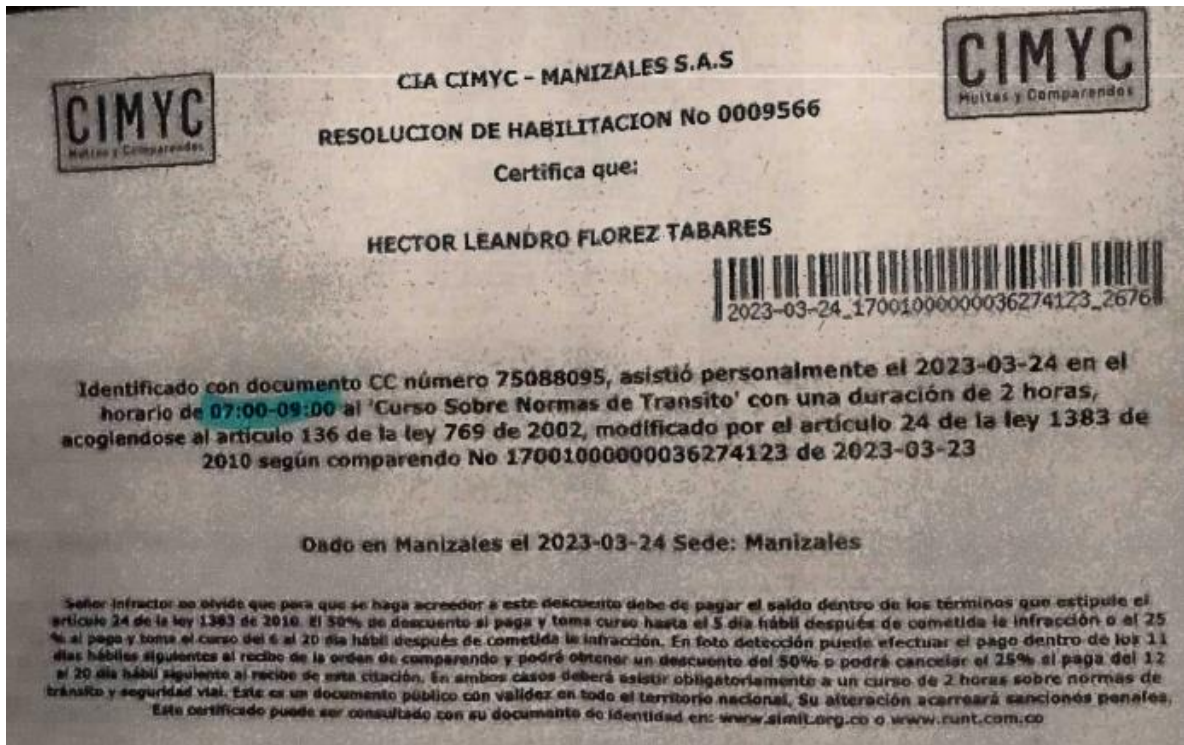 CIMYC
Multas y Comparendos
CIMYC
Multas y Comparendos
CIA CIMYC - MANIZALES S.A.S
RESOLUCION DE HABILITACION No 0009566
Certifica que:
HECTOR LEANDRO FLOREZ TABARES
2023-03-24_17001000000036274123_2676
Identificado con documento CC número 75088095, asistió personalmente el 2023-03-24 en el
horario de 07:00-09:00 al 'Curso Sobre Normas de Transito' con una duración de 2 horas,
acogiendose al articulo 136 de la ley 769 de 2002, modificado por el artículo 24 de la ley 1383 de
2010 según comparendo No 17001000000036274123 de 2023-03-23
Dado en Manizales el 2023-03-24 Sede: Manizales
Señor infractor no olvide que para que se haga acreedor a este descuento debe de pagar el saldo dentro de los términos que estipule el
articulo 24 de la ley 1383 de 2010. El 50% de descuento si paga y toma curso hasta el 5 dia hábil después de cometida la infracción o el 25
% si pago y toma el curso del 6 al 20 dia hábil después de cometida la infracción. En foto detección puede efectuar el pago dentro de los 11
dias hábiles siguientes al recibo de la orden de comparendo y podrá obtener un descuento del 50% o podrá cancelar el 25% si paga del 12
al 20 dia hábil siguiente al recibo de esta citación. En ambos casos deberá asistir obligatoriamente a un curso de 2 horas sobre normas de
tránsito y seguridad vial. Este es un documento público con validez en todo el territorio nacional, Su alteración acarreará sanciones penales,
Este certificado puede ser consultado con su documento de identidad en: www.simit.org.co o www.runt.com.co